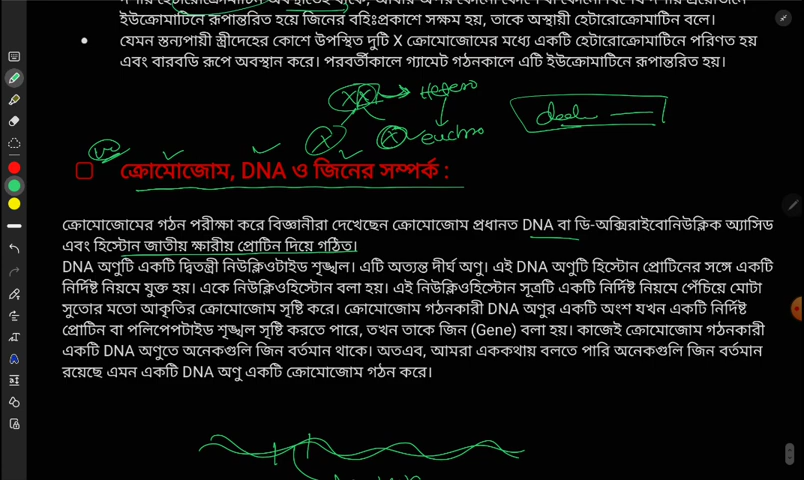 ইউক্রোমাটিনে রূপান্তরিত হয়ে জিনের বহিঃপ্রকাশে সক্ষম হয়, তাকে অস্থায়ী হেটারোক্রোমাটিন বলে।
যেমন স্তন্যপায়ী স্ত্রীদেহের কোশে উপস্থিত দুটি X ক্রোমোজোমের মধ্যে একটি হেটারোক্রোমাটিনে পরিণত হয়
এবং বারবডি রূপে অবস্থান করে। পরবর্তীকালে গ্যামেট গঠনকালে এটি ইউক্রোমাটিনে রূপান্তরিত হয়।
XX Hetero
X X euchro
ক্রোমোজোম, DNA ও জিনের সম্পর্ক :
ক্রোমোজোমের গঠন পরীক্ষা করে বিজ্ঞানীরা দেখেছেন ক্রোমোজোম প্রধানত DNA বা ডি-অক্সিরাইবোনিউক্লিক অ্যাসিড
এবং হিস্টোন জাতীয় ক্ষারীয় প্রোটিন দিয়ে গঠিত।
DNA অণুটি একটি দ্বিতন্ত্রী নিউক্লিওটাইড শৃঙ্খল। এটি অত্যন্ত দীর্ঘ অণু। এই DNA অণুটি হিস্টোন প্রোটিনের সঙ্গে একটি
নির্দিষ্ট নিয়মে যুক্ত হয়। একে নিউক্লিওহিস্টোন বলা হয়। এই নিউক্লিওহিস্টোন সূত্রটি একটি নির্দিষ্ট নিয়মে পেঁচিয়ে মোটা
সুতোর মতো আকৃতির ক্রোমোজোম সৃষ্টি করে। ক্রোমোজোম গঠনকারী DNA অণুর একটি অংশ যখন একটি নির্দিষ্ট
প্রোটিন বা পলিপেপটাইড শৃঙ্খল সৃষ্টি করতে পারে, তখন তাকে জিন (Gene) বলা হয়। কাজেই ক্রোমোজোম গঠনকারী
একটি DNA অণুতে অনেকগুলি জিন বর্তমান থাকে। অতএব, আমরা এককথায় বলতে পারি অনেকগুলি জিন বর্তমান
রয়েছে এমন একটি DNA অণু একটি ক্রোমোজোম গঠন করে।